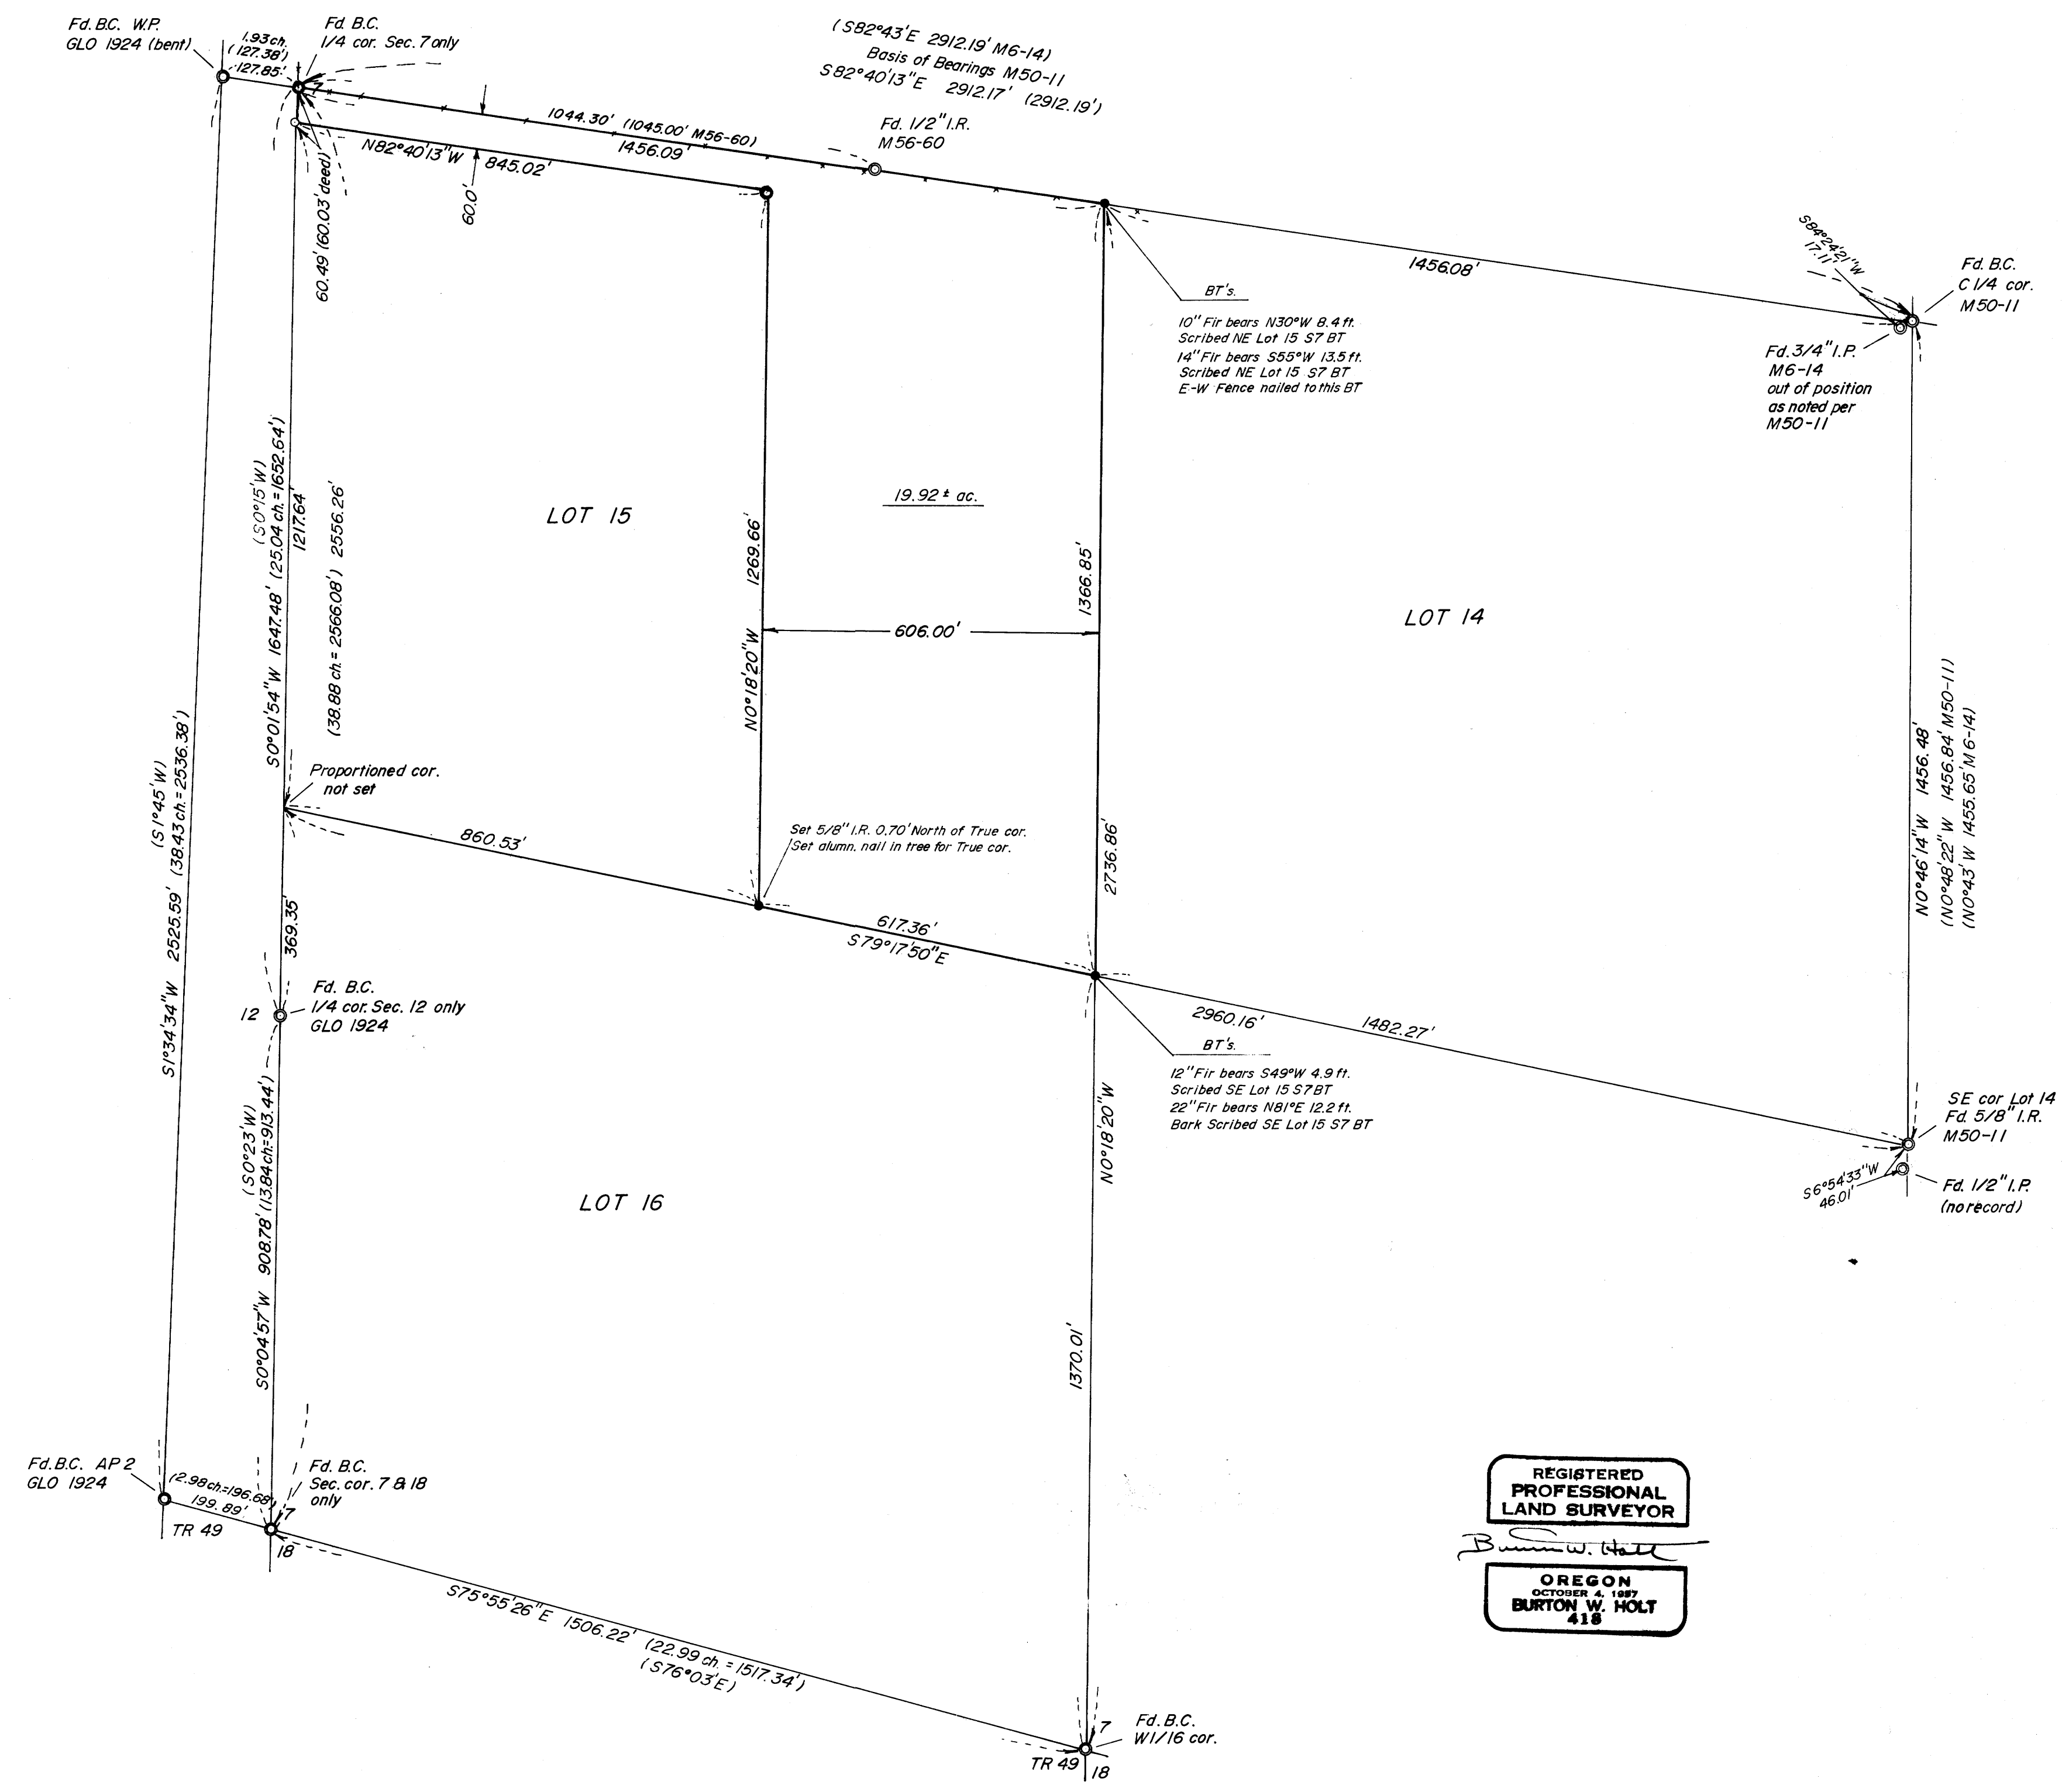 Fd. B.C. W.P.
GLO 1924 (bent)
1.93 ch.
(127.38')
127.85'
Fd. B.C.
1/4 cor. Sec. 7 only
7
(S82°43'E 2912.19' M6-14)
Basis of Bearings M50-11
S82°40'13"E 2912.17' (2912.19')
1044.30' (1045.00' M56-60)
1456.09'
Fd. 1/2" I.R.
M56-60
N82°40'13"W 845.02'
60.0'
60.49' (60.03' deed)
1456.08'
S84°24'21"W
17.11'
Fd. B.C.
C 1/4 cor.
M50-11
Fd. 3/4" I.P.
M6-14
out of position
as noted per
M50-11
BT's.
10" Fir bears N30°W 8.4 ft.
Scribed NE Lot 15 S7 BT
14" Fir bears S55°W 13.5 ft.
Scribed NE Lot 15 S7 BT
E-W Fence nailed to this BT
LOT 15
19.92 ± ac.
LOT 14
606.00'
(S0°15'W)
S0°01'54"W 1647.48' (25.04 ch. = 1652.64')
1217.64'
(38.88 ch. = 2566.08') 2556.26'
N0°18'20"W 1269.66'
1366.85'
2736.86'
N0°46'14"W 1456.48'
(N0°48'22"W 1456.84' M50-11)
(N0°43'W 1455.65' M6-14)
(S1°45'W)
S1°34'34"W 2525.59' (38.43 ch. = 2536.38')
Proportioned cor.
not set
860.53'
Set 5/8" I.R. 0.70' North of True cor.
Set alumn. nail in tree for True cor.
617.36'
S79°17'50"E
369.35'
12
Fd. B.C.
1/4 cor. Sec. 12 only
GLO 1924
2960.16'
1482.27'
BT's.
12" Fir bears S49°W 4.9 ft.
Scribed SE Lot 15 S7 BT
22" Fir bears N81°E 12.2 ft.
Bark Scribed SE Lot 15 S7 BT
SE cor Lot 14
Fd. 5/8" I.R.
M50-11
S6°54'33"W
46.01'
Fd. 1/2" I.P.
(no record)
(S0°23'W)
S0°04'57"W 908.78' (13.84 ch = 913.44')
LOT 16
N0°18'20"W
1370.01'
Fd. B.C. AP 2
GLO 1924
(2.98 ch. = 196.68')
199.89'
TR 49
7
18
Fd. B.C.
Sec. cor. 7 & 18
only
S75°55'26"E 1506.22' (22.99 ch. = 1517.34')
(S76°03'E)
7
Fd. B.C.
W1/16 cor.
TR 49
18
REGISTERED
PROFESSIONAL
LAND SURVEYOR
Burton W. Holt
OREGON
OCTOBER 4, 1957
BURTON W. HOLT
418